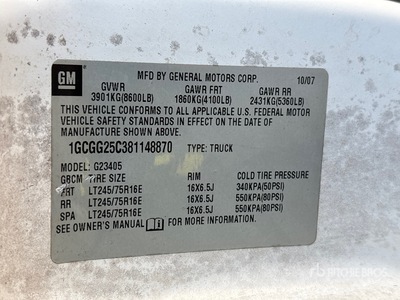 GM
MFD BY GENERAL MOTORS CORP. 10/07
GVWR GAWR FRT GAWR RR
3901KG(8600LB) 1860KG(4100LB) 2431KG(5360LB)
THIS VEHICLE CONFORMS TO ALL APPLICABLE U.S. FEDERAL MOTOR
VEHICLE SAFETY STANDARDS IN EFFECT ON THE DATE OF
MANUFACTURE SHOWN ABOVE.
1GCGG25C381148870 TYPE: TRUCK
MODEL: G23405
GBCM TIRE SIZE RIM COLD TIRE PRESSURE
FRT LT245/75R16E 16X6.5J 340KPA(50PSI)
RR LT245/75R16E 16X6.5J 550KPA(80PSI)
SPA LT245/75R16E 16X6.5J 550KPA(80PSI)
SEE OWNER'S MANUAL FOR MORE INFORMATION
rb